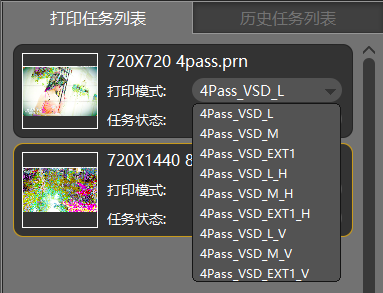 打印任务列表
历史任务列表
720X720 4pass.prn
打印模式:
4Pass_VSD_L
任务状态:
4Pass_VSD_L
4Pass_VSD_M
4Pass_VSD_EXT1
4Pass_VSD_L_H
4Pass_VSD_M_H
4Pass_VSD_EXT1_H
4Pass_VSD_L_V
4Pass_VSD_M_V
4Pass_VSD_EXT1_V
720X1440 8
打印模式:
任务状态: